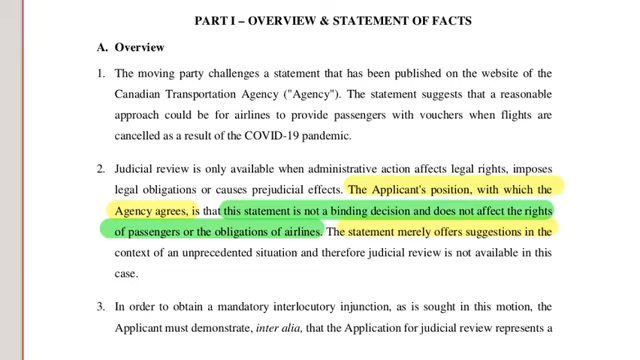 PART I – OVERVIEW & STATEMENT OF FACTS
A. Overview
1. The moving party challenges a statement that has been published on the website of the
Canadian Transportation Agency ("Agency"). The statement suggests that a reasonable
approach could be for airlines to provide passengers with vouchers when flights are
cancelled as a result of the COVID-19 pandemic.
2. Judicial review is only available when administrative action affects legal rights, imposes
legal obligations or causes prejudicial effects. The Applicant's position, with which the
Agency agrees, is that this statement is not a binding decision and does not affect the rights
of passengers or the obligations of airlines. The statement merely offers suggestions in the
context of an unprecedented situation and therefore judicial review is not available in this
case.
3. In order to obtain a mandatory interlocutory injunction, as is sought in this motion, the
Applicant must demonstrate, inter alia, that the Application for judicial review represents a